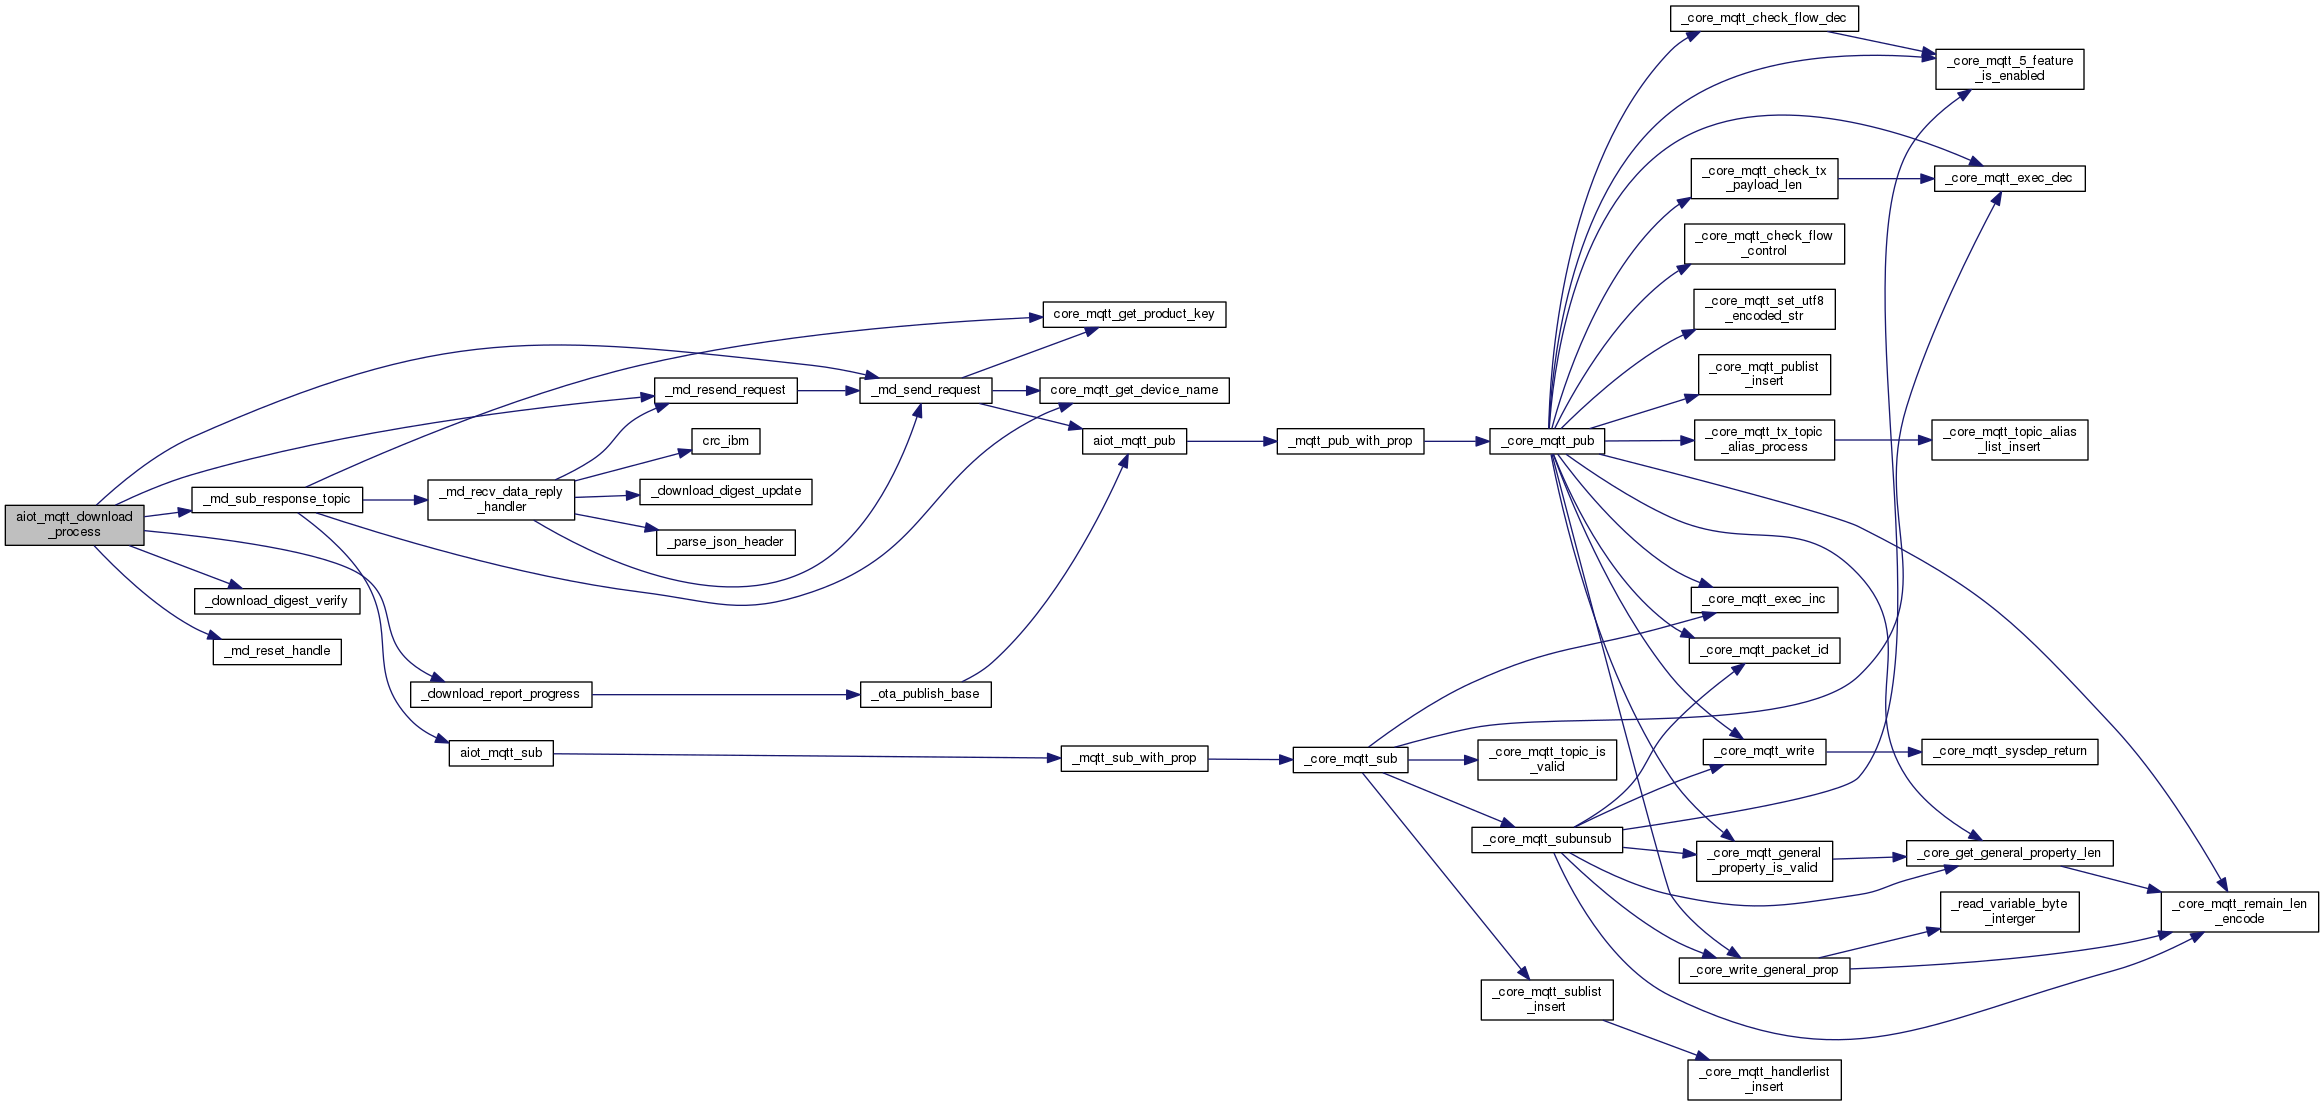 _core_mqtt_check_flow_dec
_core_mqtt_5_feature
_is_enabled
_core_mqtt_check_tx
_payload_len
_core_mqtt_exec_dec
_core_mqtt_check_flow
_control
_core_mqtt_set_utf8
_encoded_str
core_mqtt_get_product_key
_core_mqtt_publist
_insert
_md_resend_request
_md_send_request
core_mqtt_get_device_name
crc_ibm
aiot_mqtt_pub
_mqtt_pub_with_prop
_core_mqtt_pub
_core_mqtt_tx_topic
_alias_process
_core_mqtt_topic_alias
_list_insert
aiot_mqtt_download
_process
_md_sub_response_topic
_md_recv_data_reply
_handler
_download_digest_update
_parse_json_header
_download_digest_verify
_core_mqtt_exec_inc
_md_reset_handle
_core_mqtt_packet_id
_download_report_progress
_ota_publish_base
aiot_mqtt_sub
_mqtt_sub_with_prop
_core_mqtt_sub
_core_mqtt_topic_is
_valid
_core_mqtt_write
_core_mqtt_sysdep_return
_core_mqtt_subunsub
_core_mqtt_general
_property_is_valid
_core_get_general_property_len
_read_variable_byte
_interger
_core_mqtt_remain_len
_encode
_core_write_general_prop
_core_mqtt_sublist
_insert
_core_mqtt_handlerlist
_insert